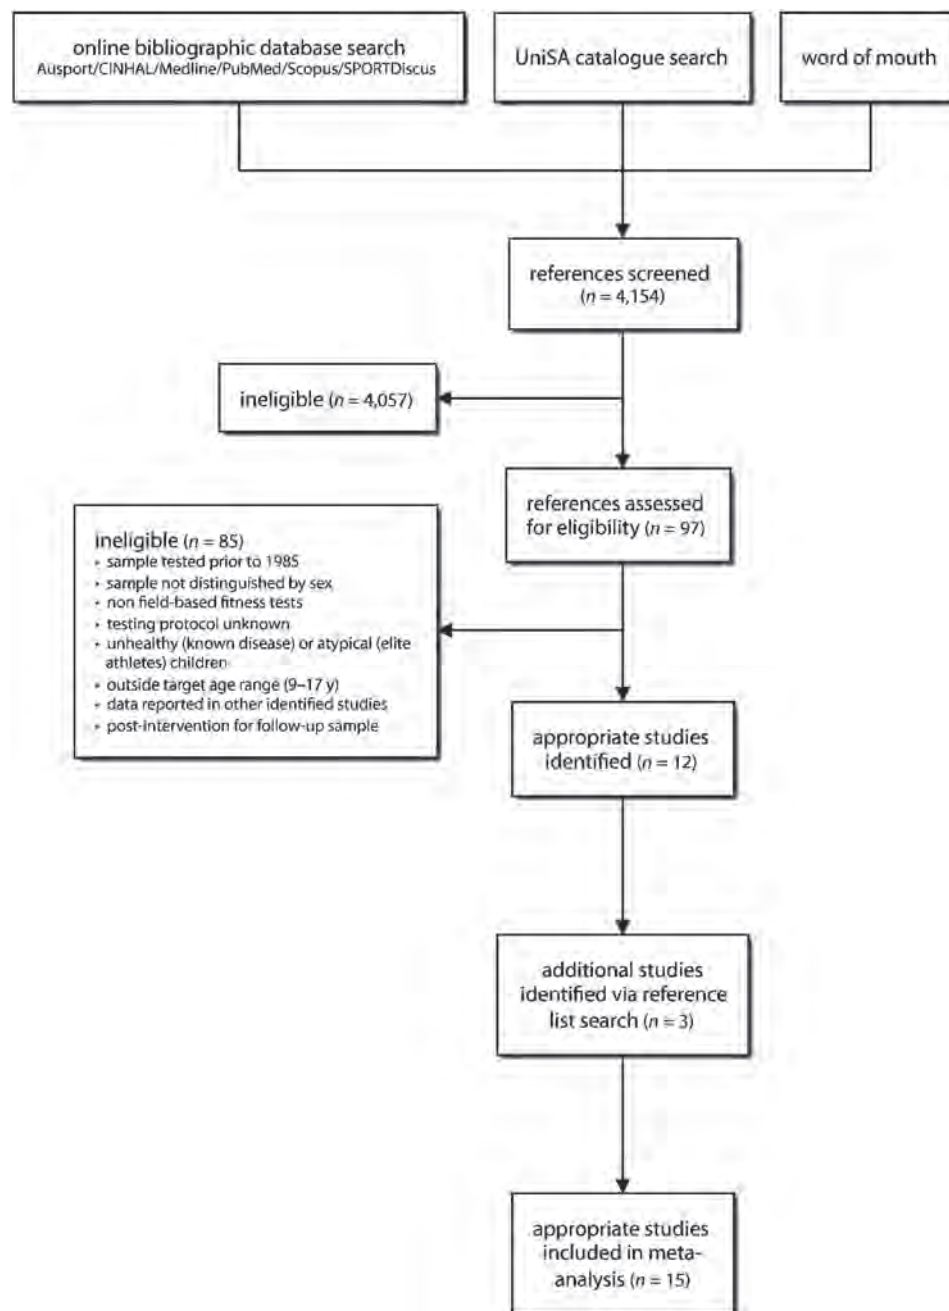 online bibliographic database search
Ausport/CINHAL/Medline/PubMed/Scopus/SPORTDiscus
UniSA catalogue search
word of mouth
references screened
(n = 4,154)
ineligible (n = 4,057)
references assessed
for eligibility (n = 97)
ineligible (n = 85)
• sample tested prior to 1985
• sample not distinguished by sex
• non field-based fitness tests
• testing protocol unknown
• unhealthy (known disease) or atypical (elite
athletes) children
• outside target age range (9–17 y)
• data reported in other identified studies
• post-intervention for follow-up sample
appropriate studies
identified (n = 12)
additional studies
identified via reference
list search (n = 3)
appropriate studies
included in meta-
analysis (n = 15)